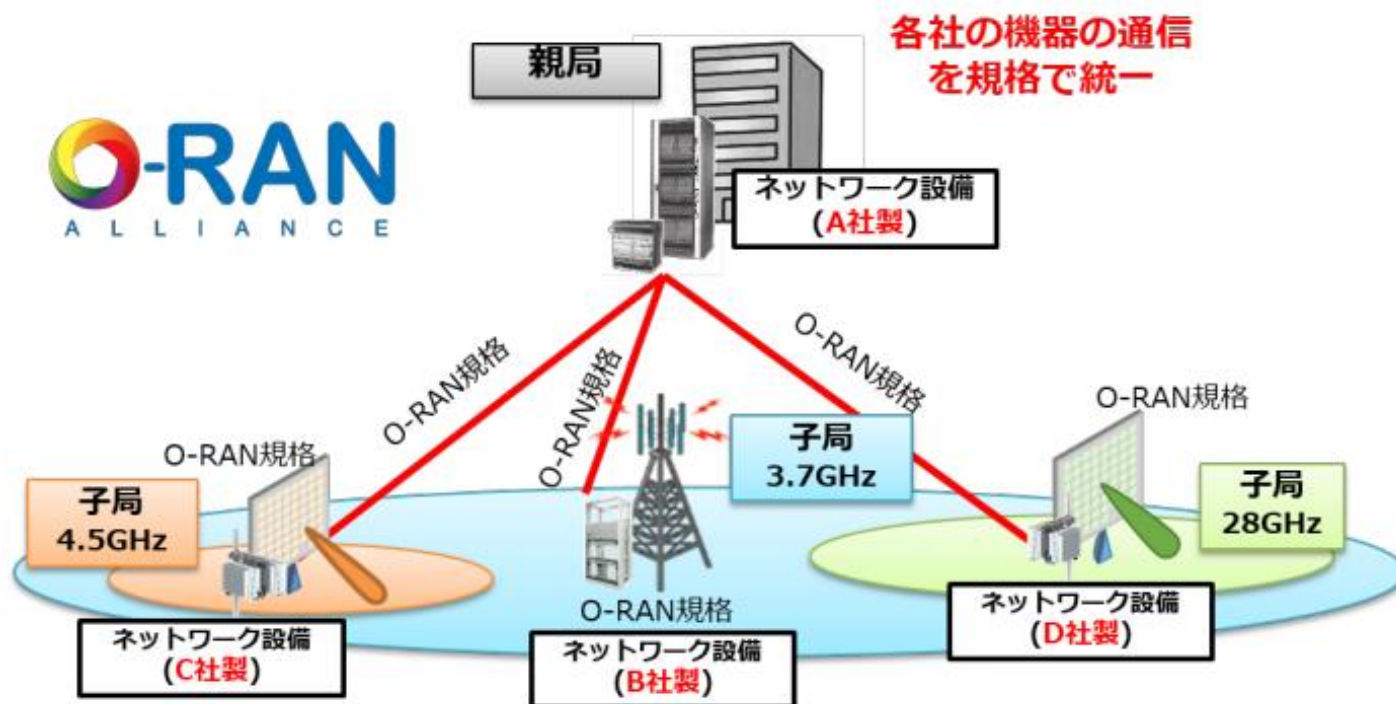 各社の機器の通信
を規格で統一
親局
O-RAN
ALLIANCE
ネットワーク設備
(A社製)
O-RAN規格
O-RAN規格
O-RAN規格
O-RAN規格
O-RAN規格
子局
3.7GHz
子局
4.5GHz
子局
28GHz
O-RAN規格
ネットワーク設備
(C社製)
ネットワーク設備
(B社製)
ネットワーク設備
(D社製)